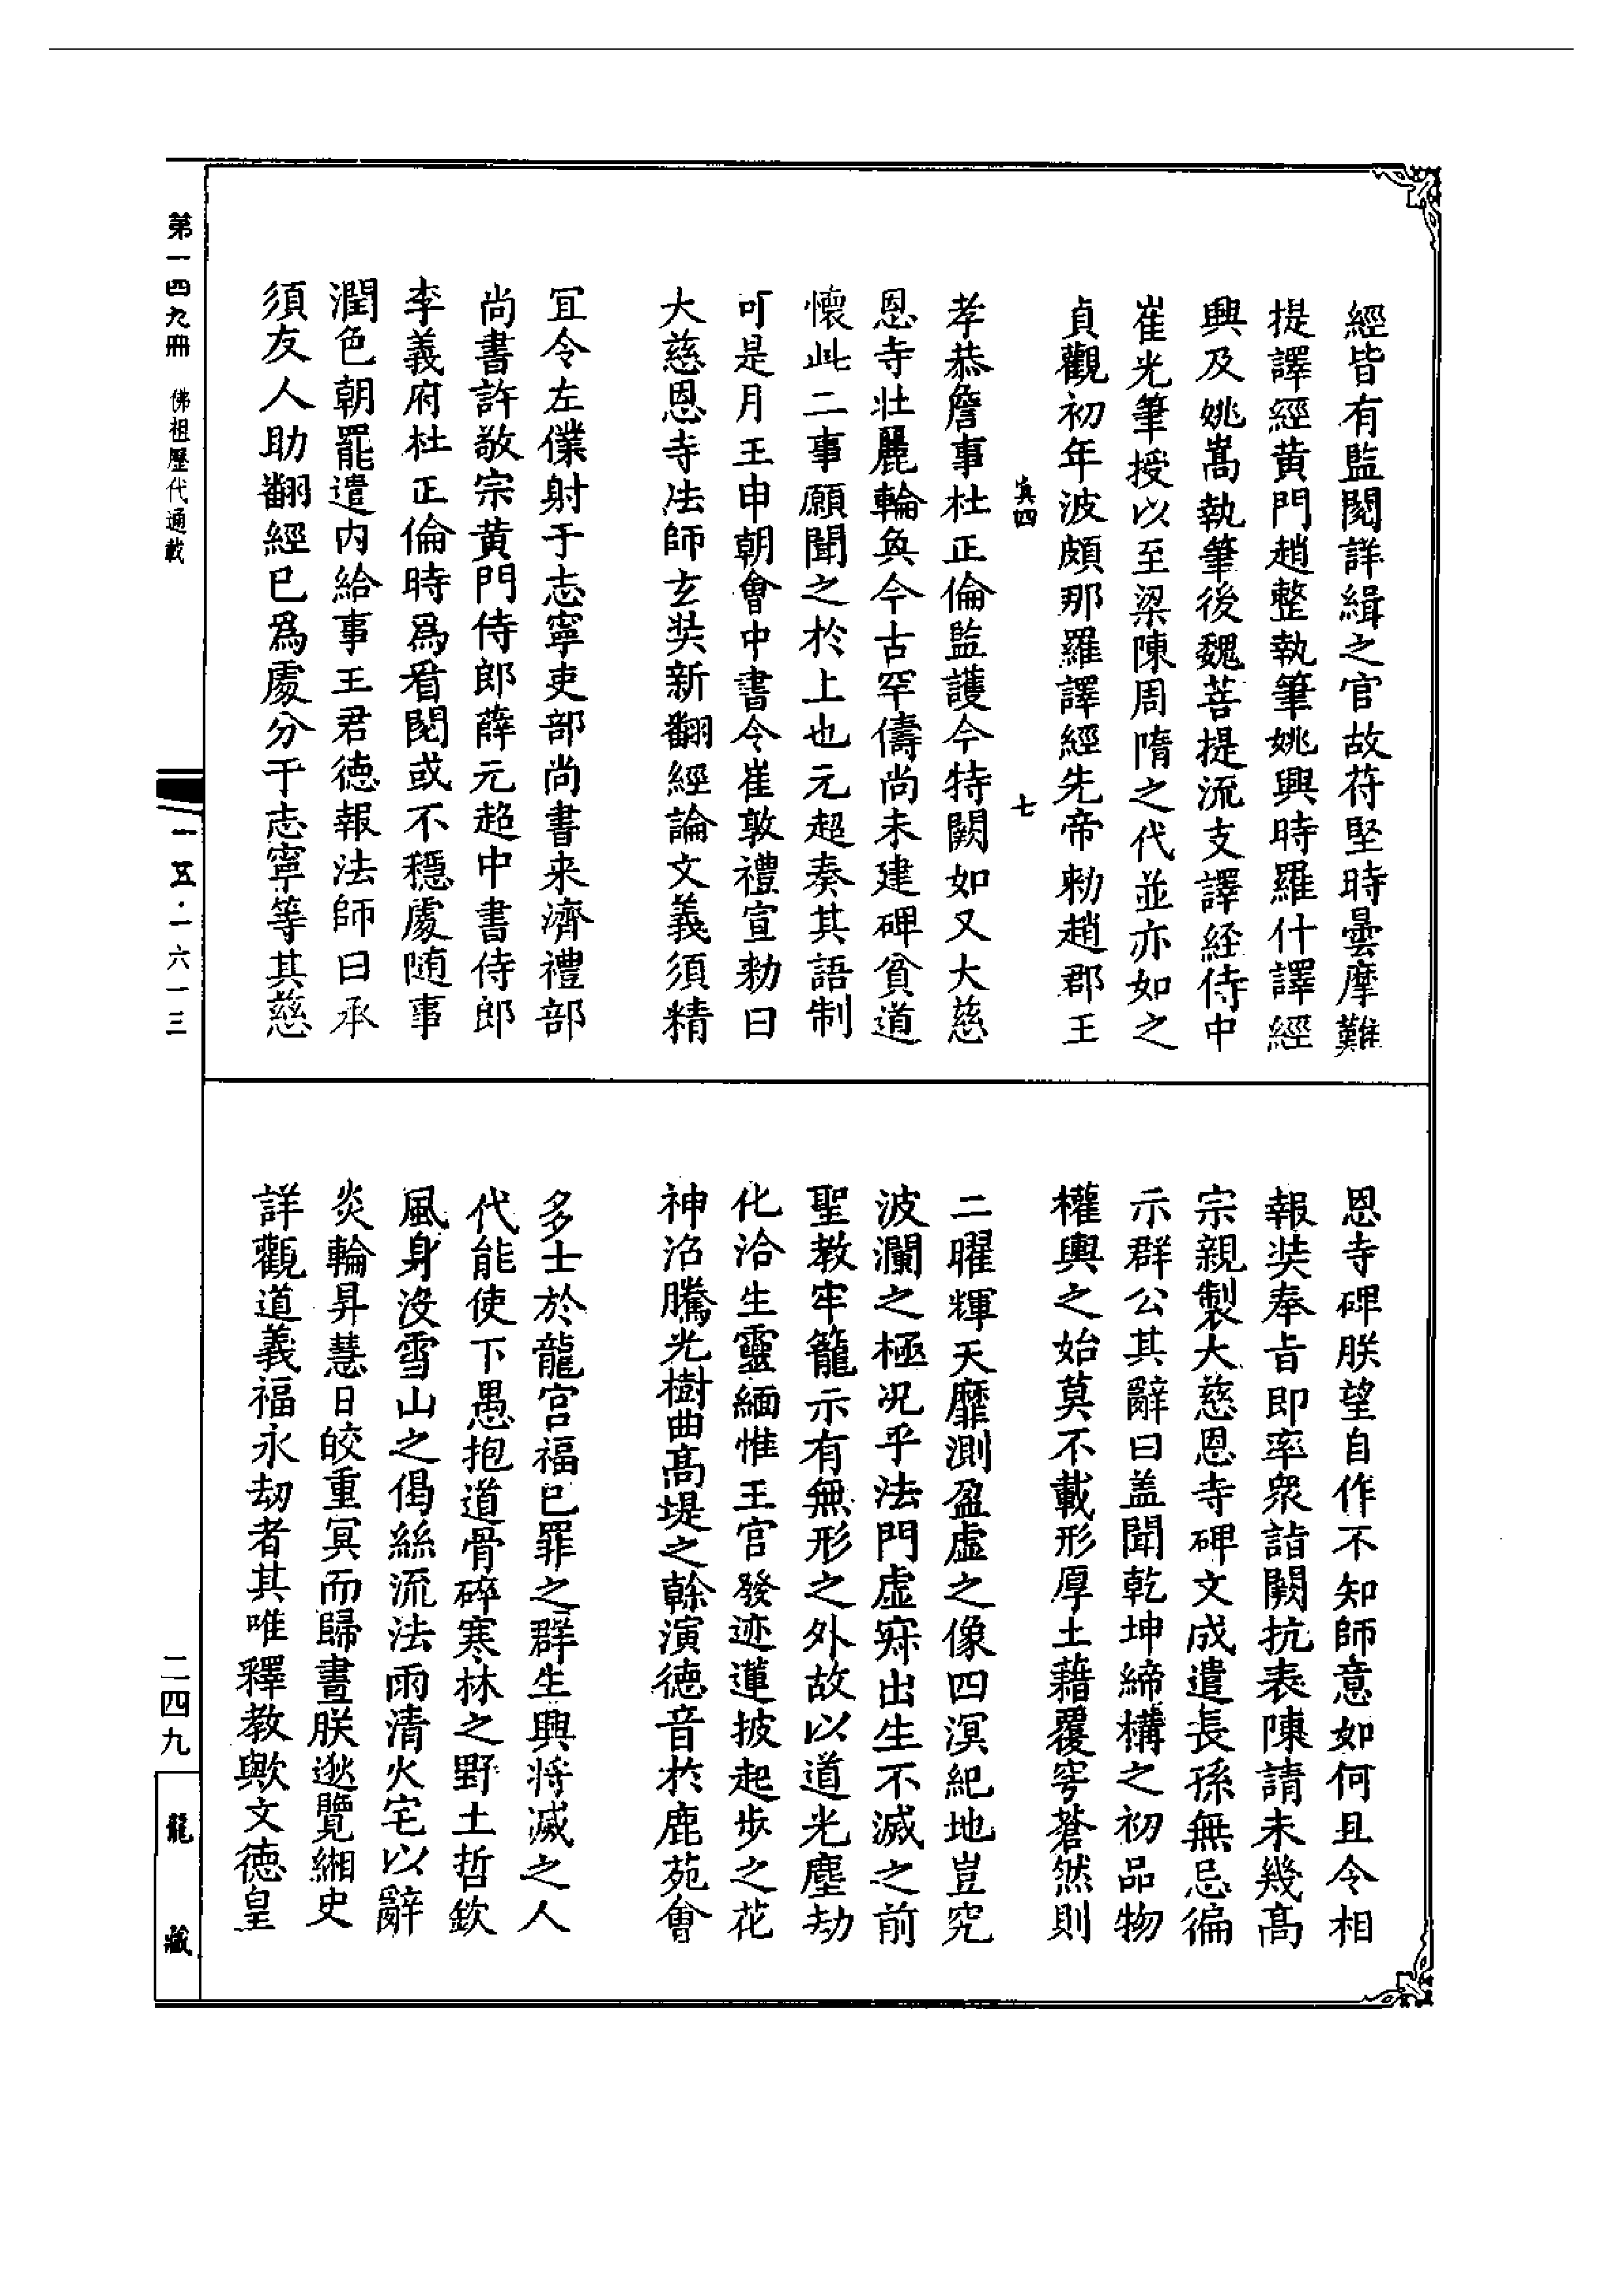 經皆有監閱詳緝之官故苻堅時曇摩難
提譯經黄門趙整執筆姚興時羅什譯經
興及姚嵩執筆後魏菩提流支譯経侍中
崔光筆授以至梁陳周隋之代並亦如之
貞觀初年波頗那羅譯經先帝勑趙郡王
真四 七
孝恭詹事杜正倫監護今特闕如又大慈
恩寺壯麗輪奐今古罕儔尚未建碑貧道
懷此二事願聞之於上也元超奏其語制
可是月壬申朝會中書令崔敦禮宣勑曰
大慈恩寺法師玄奘新翻經論文義須精
宜令左僕射于志寧吏部尚書来濟禮部
尚書許敬宗黄門侍郎薛元超中書侍郎
李義府杜正倫時爲看閱或不穩處随事
潤色朝罷遣内給事王君德報法師曰承
須友人助翻經已爲處分于志寧等其慈
恩寺碑朕望自作不知師意如何且令相
報奘奉旨即率衆詣闕抗表陳請未幾髙
宗親製大慈恩寺碑文成遣長孫無忌徧
示群公其辭曰盖聞乾坤締構之初品物
權輿之始莫不載形厚土藉覆穹蒼然則
二曜輝天靡測盈虛之像四溟紀地豈究
波瀾之極况乎法門虛寂出生不滅之前
聖教牢籠示有無形之外故以道光塵劫
化洽生靈緬惟王宮發迹蓮披起步之花
神沼騰光樹曲髙堤之榦演德音於鹿苑會
多士於龍宮福已罪之群生興將滅之人
代能使下愚抱道骨碎寒林之野上哲欽
風身沒雪山之偈絲流法雨清火宅以辭
炎輪昇慧日皎重冥而歸晝朕逖覽緗史
詳觀道義福永劫者其唯釋教歟文德皇
第一四九冊 佛祖歷代通載
一五·一六一三
二四九
龍藏